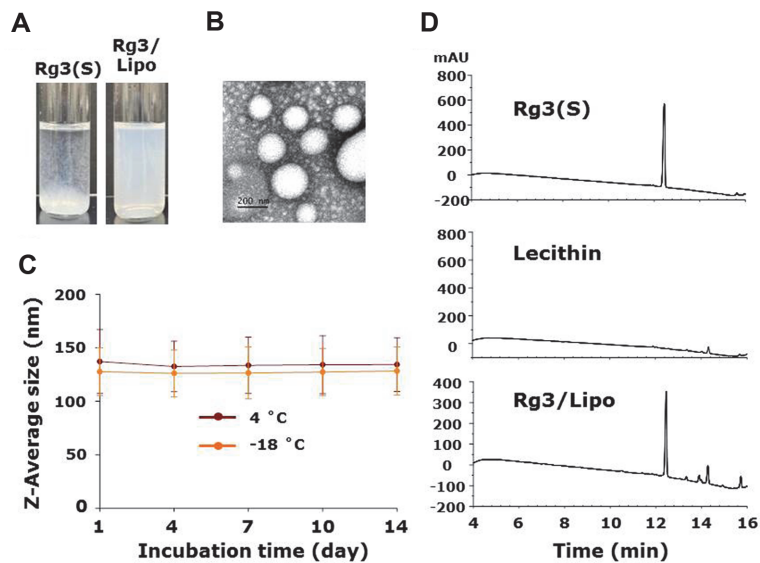 A
Rg3(S)
Rg3/
Lipo
B
200 nm
C
Z-Average size (nm)
200
150
100
50
0
4 °C
-18 °C
1
4
7
10
14
Incubation time (day)
D
mAU
800
600
400
200
0
-200
Rg3(S)
800
600
400
200
0
Lecithin
400
300
200
100
0
-100
Rg3/Lipo
4
6
8
10
12
14
16
Time (min)